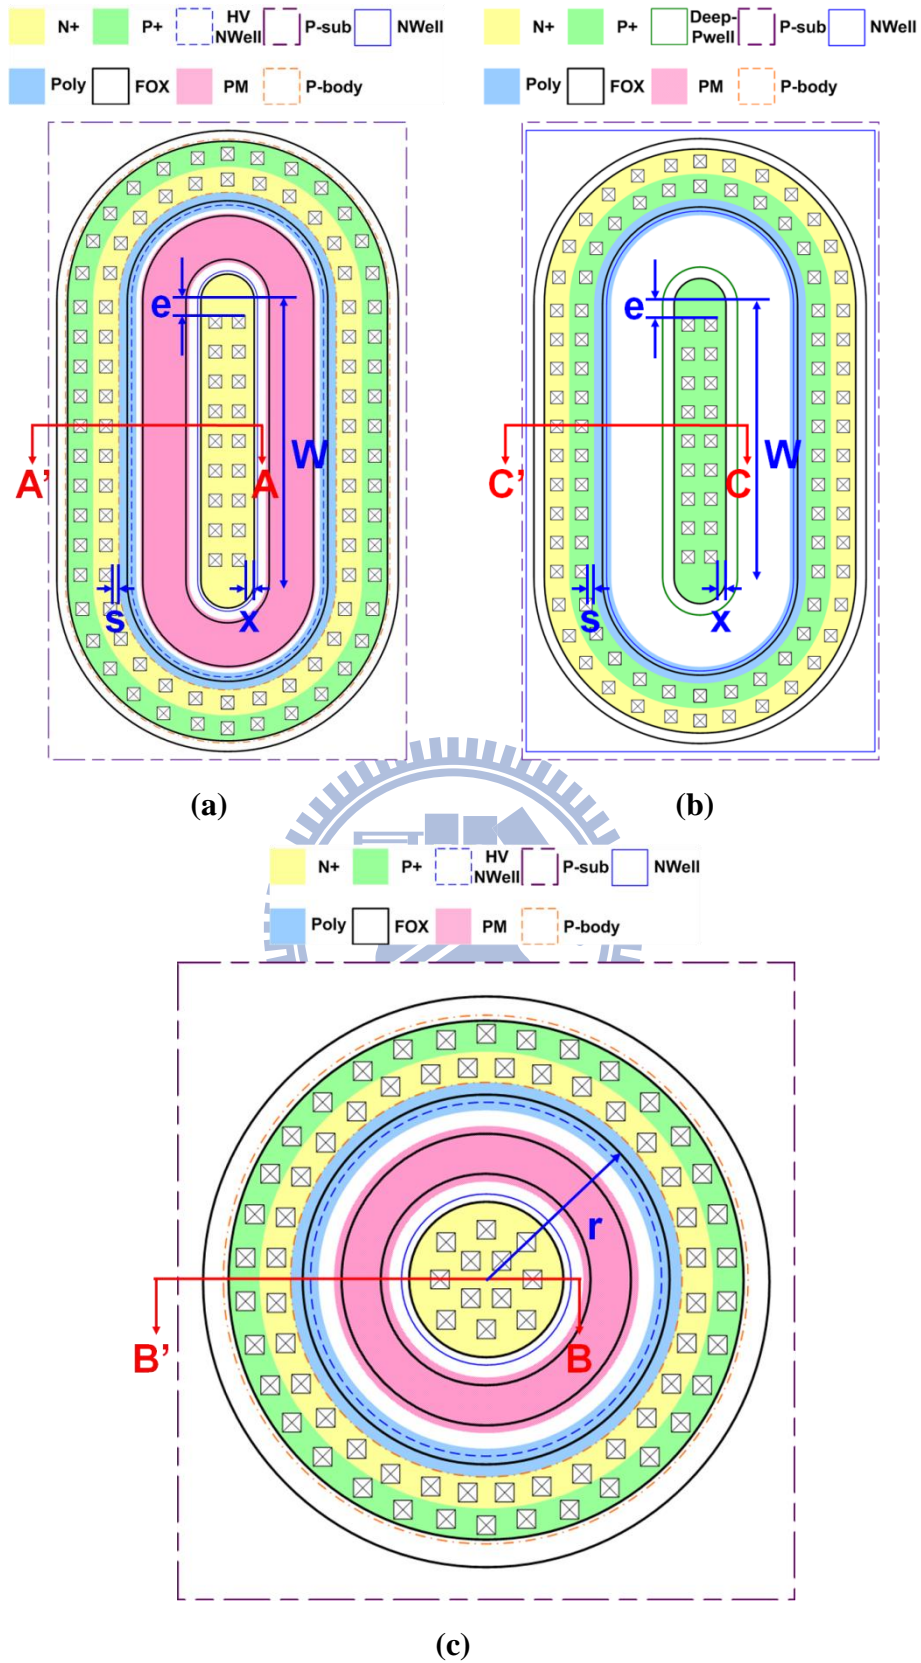 N+ P+ HV NWell P-sub NWell
Poly FOX PM P-body
e
W
A' A
s x
(a)
N+ P+ Deep-Pwell P-sub NWell
Poly FOX PM P-body
e
W
C' C
s x
(b)
N+ P+ HV NWell P-sub NWell
Poly FOX PM P-body
r
B' B
(c)